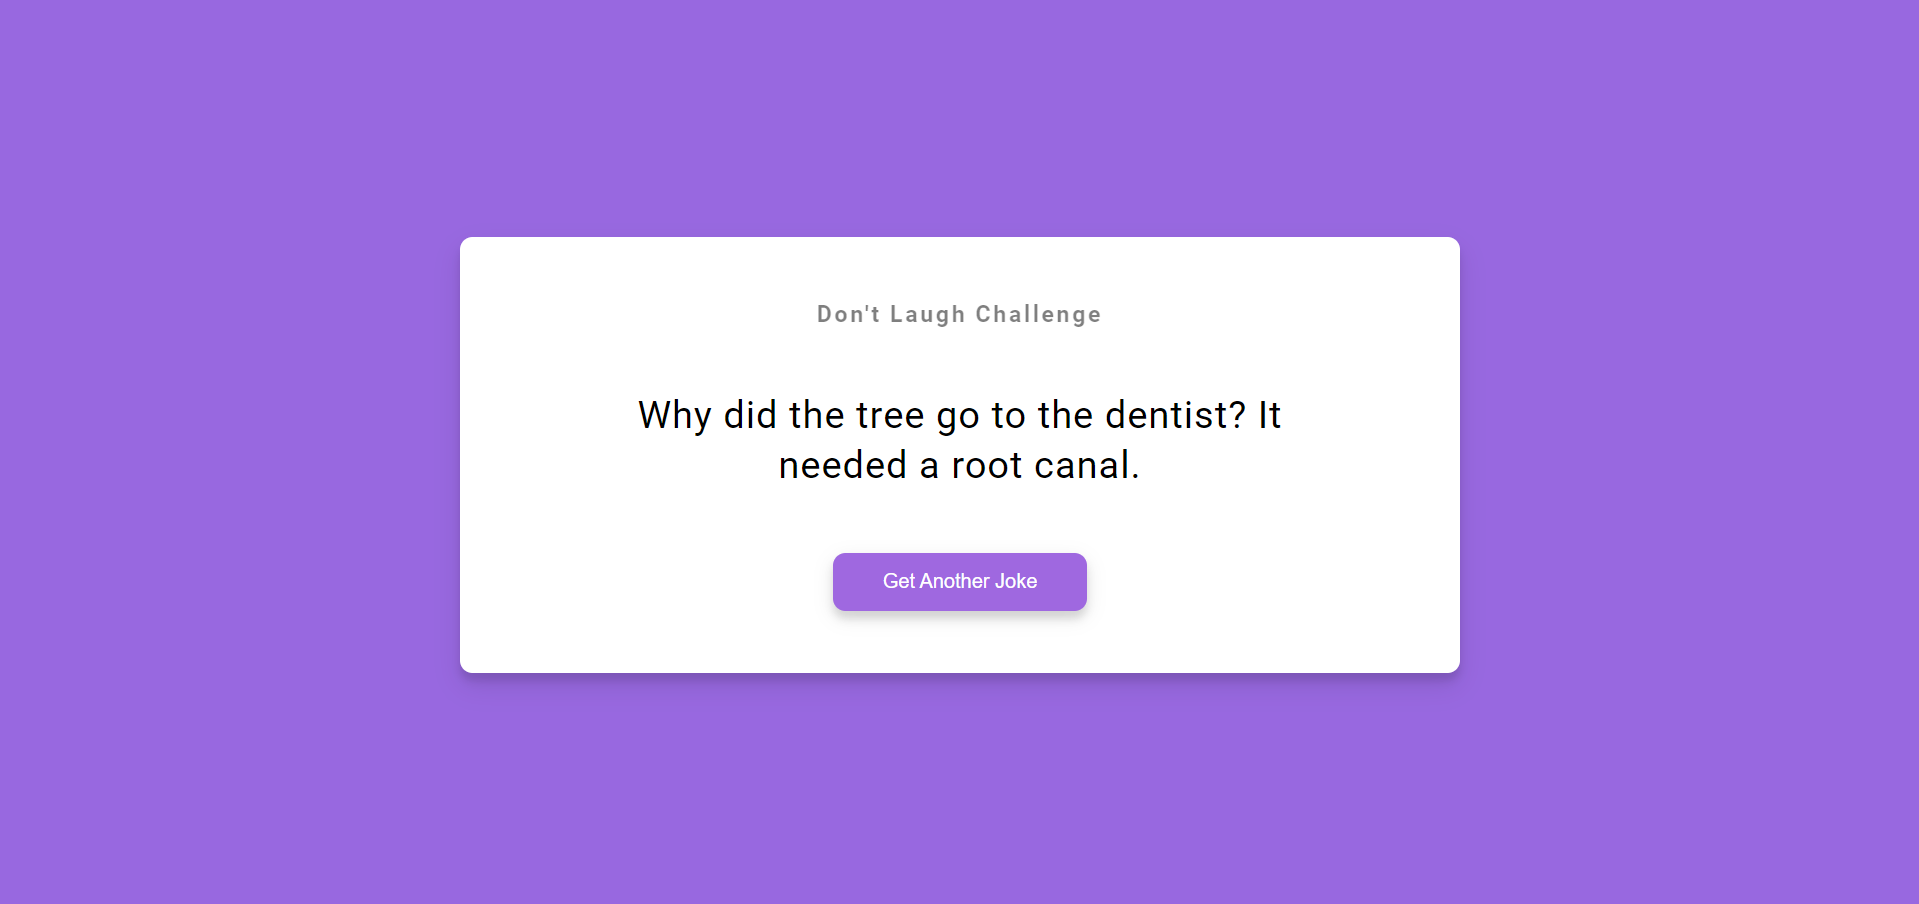 Don't Laugh Challenge
Why did the tree go to the dentist? It
needed a root canal.
Get Another Joke